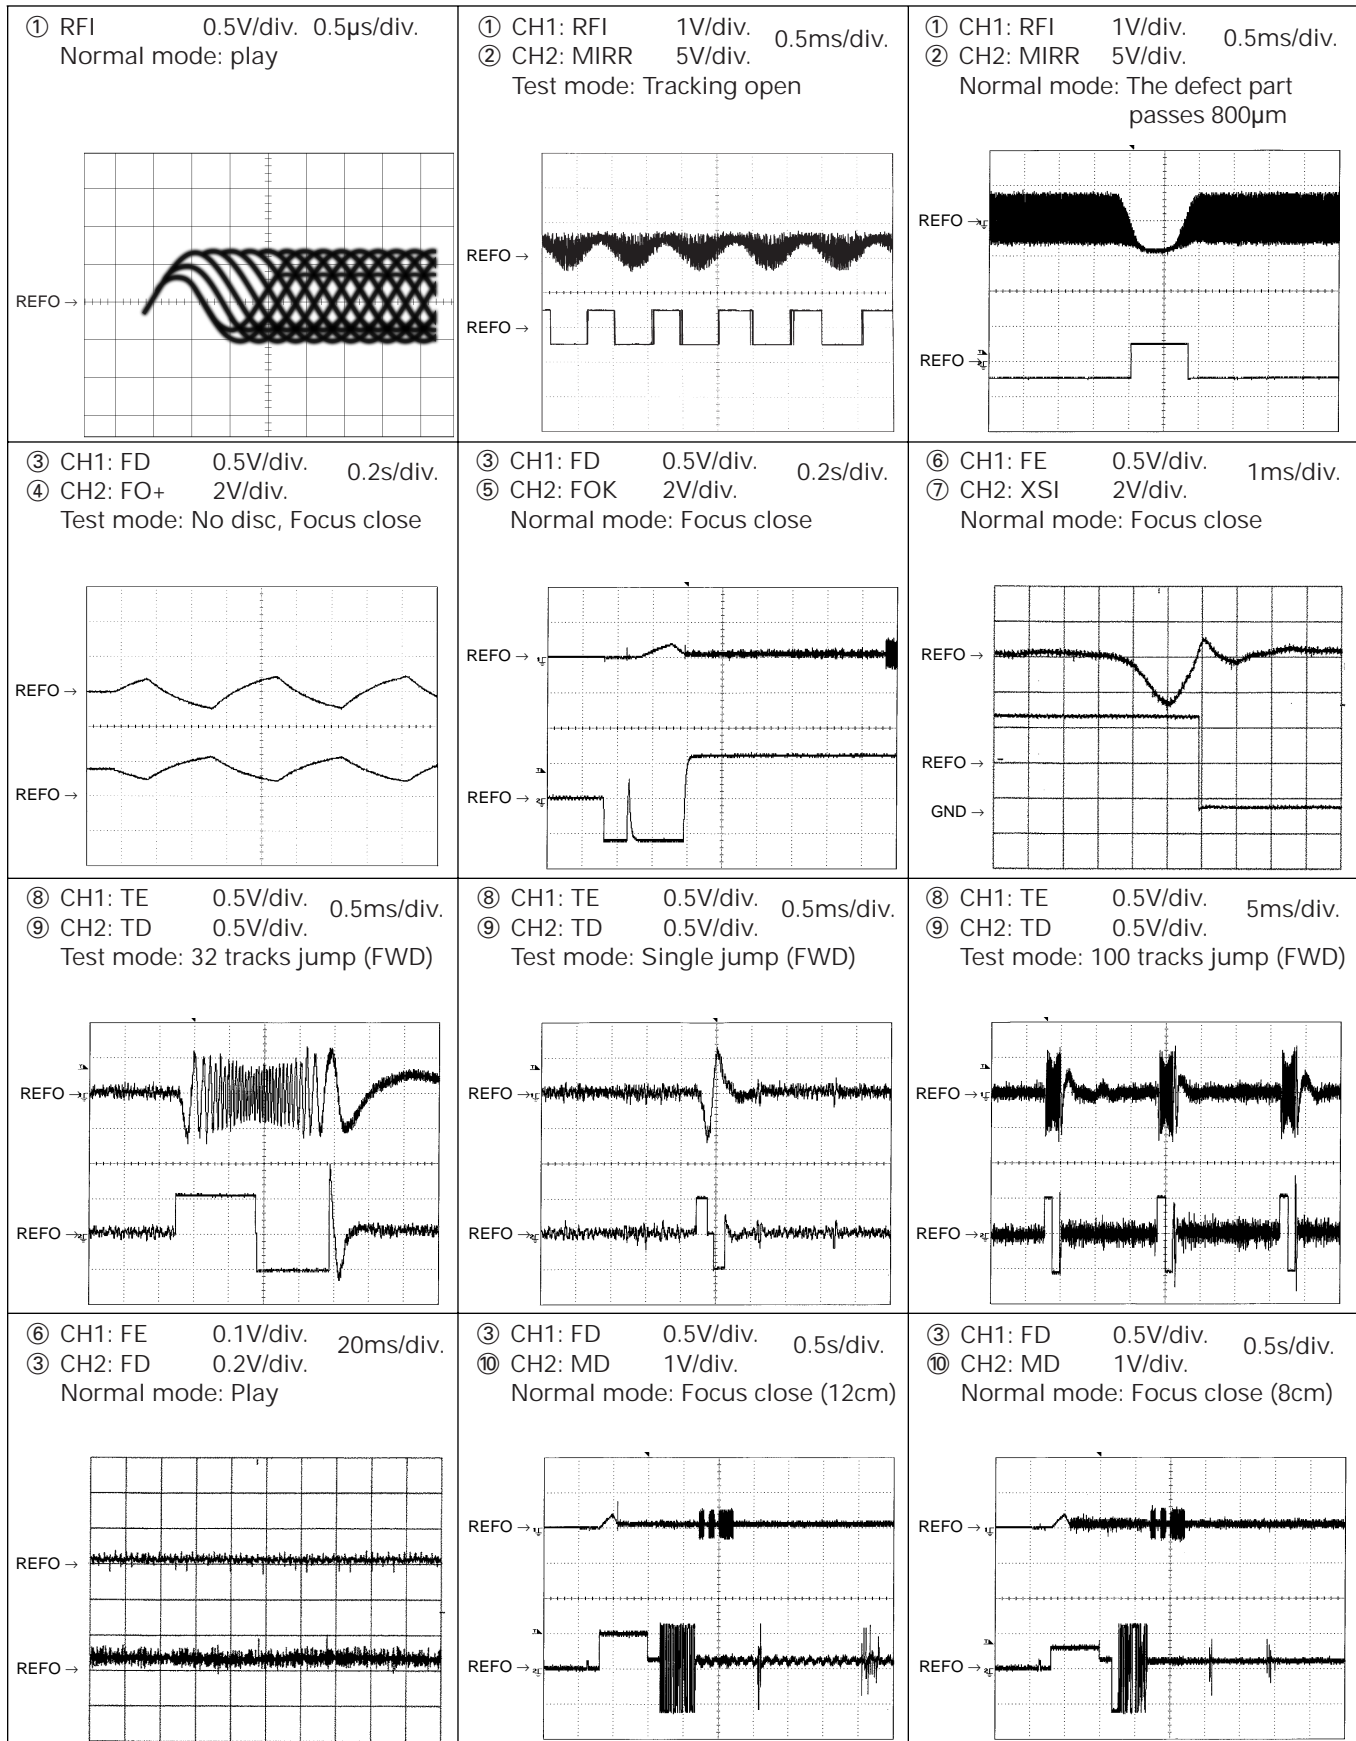 ① RFI 0.5V/div. 0.5µs/div.
Normal mode: play
REFO →
① CH1: RFI 1V/div. 0.5ms/div.
② CH2: MIRR 5V/div.
Test mode: Tracking open
REFO →
REFO →
① CH1: RFI 1V/div. 0.5ms/div.
② CH2: MIRR 5V/div.
Normal mode: The defect part
passes 800µm
REFO →
REFO →
③ CH1: FD 0.5V/div. 0.2s/div.
④ CH2: FO+ 2V/div.
Test mode: No disc, Focus close
REFO →
REFO →
③ CH1: FD 0.5V/div. 0.2s/div.
⑤ CH2: FOK 2V/div.
Normal mode: Focus close
REFO →
REFO →
⑥ CH1: FE 0.5V/div. 1ms/div.
⑦ CH2: XSI 2V/div.
Normal mode: Focus close
REFO →
REFO →
GND →
⑧ CH1: TE 0.5V/div. 0.5ms/div.
⑨ CH2: TD 0.5V/div.
Test mode: 32 tracks jump (FWD)
REFO →
REFO →
⑧ CH1: TE 0.5V/div. 0.5ms/div.
⑨ CH2: TD 0.5V/div.
Test mode: Single jump (FWD)
REFO →
REFO →
⑧ CH1: TE 0.5V/div. 5ms/div.
⑨ CH2: TD 0.5V/div.
Test mode: 100 tracks jump (FWD)
REFO →
REFO →
⑥ CH1: FE 0.1V/div. 20ms/div.
③ CH2: FD 0.2V/div.
Normal mode: Play
REFO →
REFO →
③ CH1: FD 0.5V/div. 0.5s/div.
⑩ CH2: MD 1V/div.
Normal mode: Focus close (12cm)
REFO →
REFO →
③ CH1: FD 0.5V/div. 0.5s/div.
⑩ CH2: MD 1V/div.
Normal mode: Focus close (8cm)
REFO →
REFO →